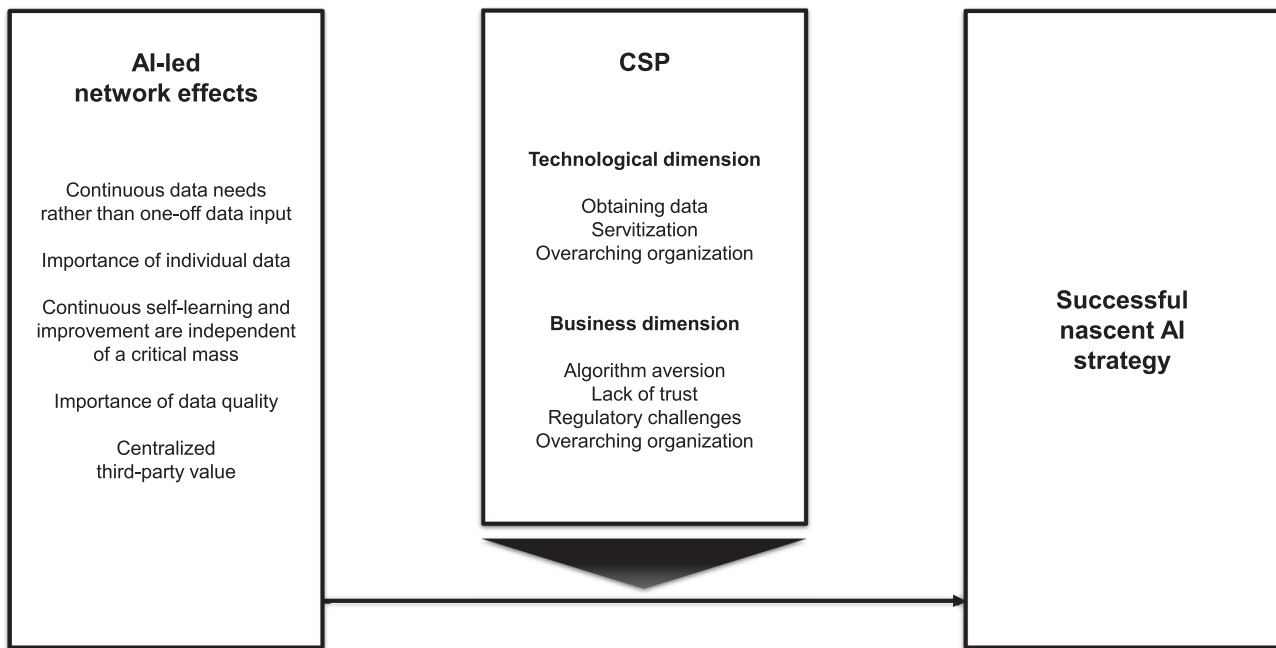 AI-led
network effects
Continuous data needs
rather than one-off data input
Importance of individual data
Continuous self-learning and
improvement are independent
of a critical mass
Importance of data quality
Centralized
third-party value
CSP
Technological dimension
Obtaining data
Servitization
Overarching organization
Business dimension
Algorithm aversion
Lack of trust
Regulatory challenges
Overarching organization
Successful
nascent AI
strategy